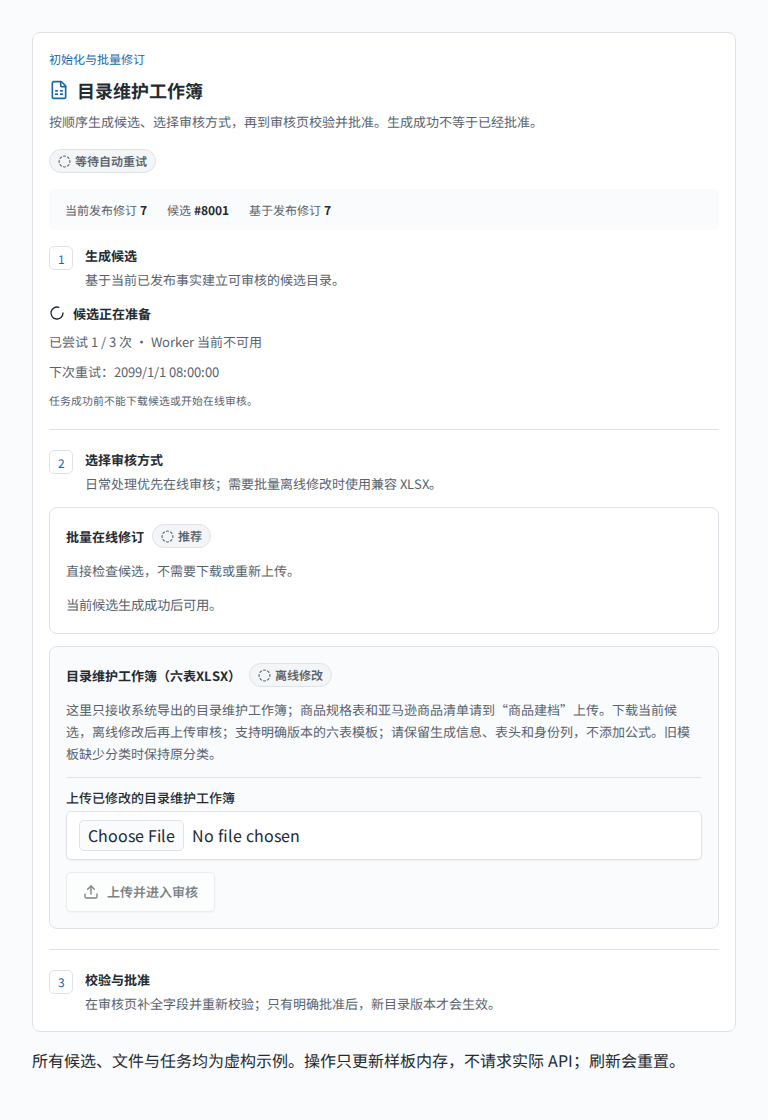 初始化与批量修订
目录维护工作簿
按顺序生成候选、选择审核方式，再到审核页校验并批准。生成成功不等于已经批准。
等待自动重试
当前发布修订 7 候选 #8001 基于发布修订 7
1 生成候选
基于当前已发布事实建立可审核的候选目录。
候选正在准备
已尝试 1 / 3 次 · Worker 当前不可用
下次重试：2099/1/1 08:00:00
任务成功前不能下载候选或开始在线审核。
2 选择审核方式
日常处理优先在线审核；需要批量离线修改时使用兼容 XLSX。
批量在线修订 推荐
直接检查候选，不需要下载或重新上传。
当前候选生成成功后可用。
目录维护工作簿（六表XLSX） 离线修改
这里只接收系统导出的目录维护工作簿；商品规格表和亚马逊商品清单请到“商品建档”上传。下载当前候
选，离线修改后再上传审核；支持明确版本的六表模板；请保留生成信息、表头和身份列，不添加公式。旧模
板缺少分类时保持原分类。
上传已修改的目录维护工作簿
Choose File No file chosen
上传并进入审核
3 校验与批准
在审核页补全字段并重新校验；只有明确批准后，新目录版本才会生效。
所有候选、文件与任务均为虚构示例。操作只更新样板内存，不请求实际 API；刷新会重置。